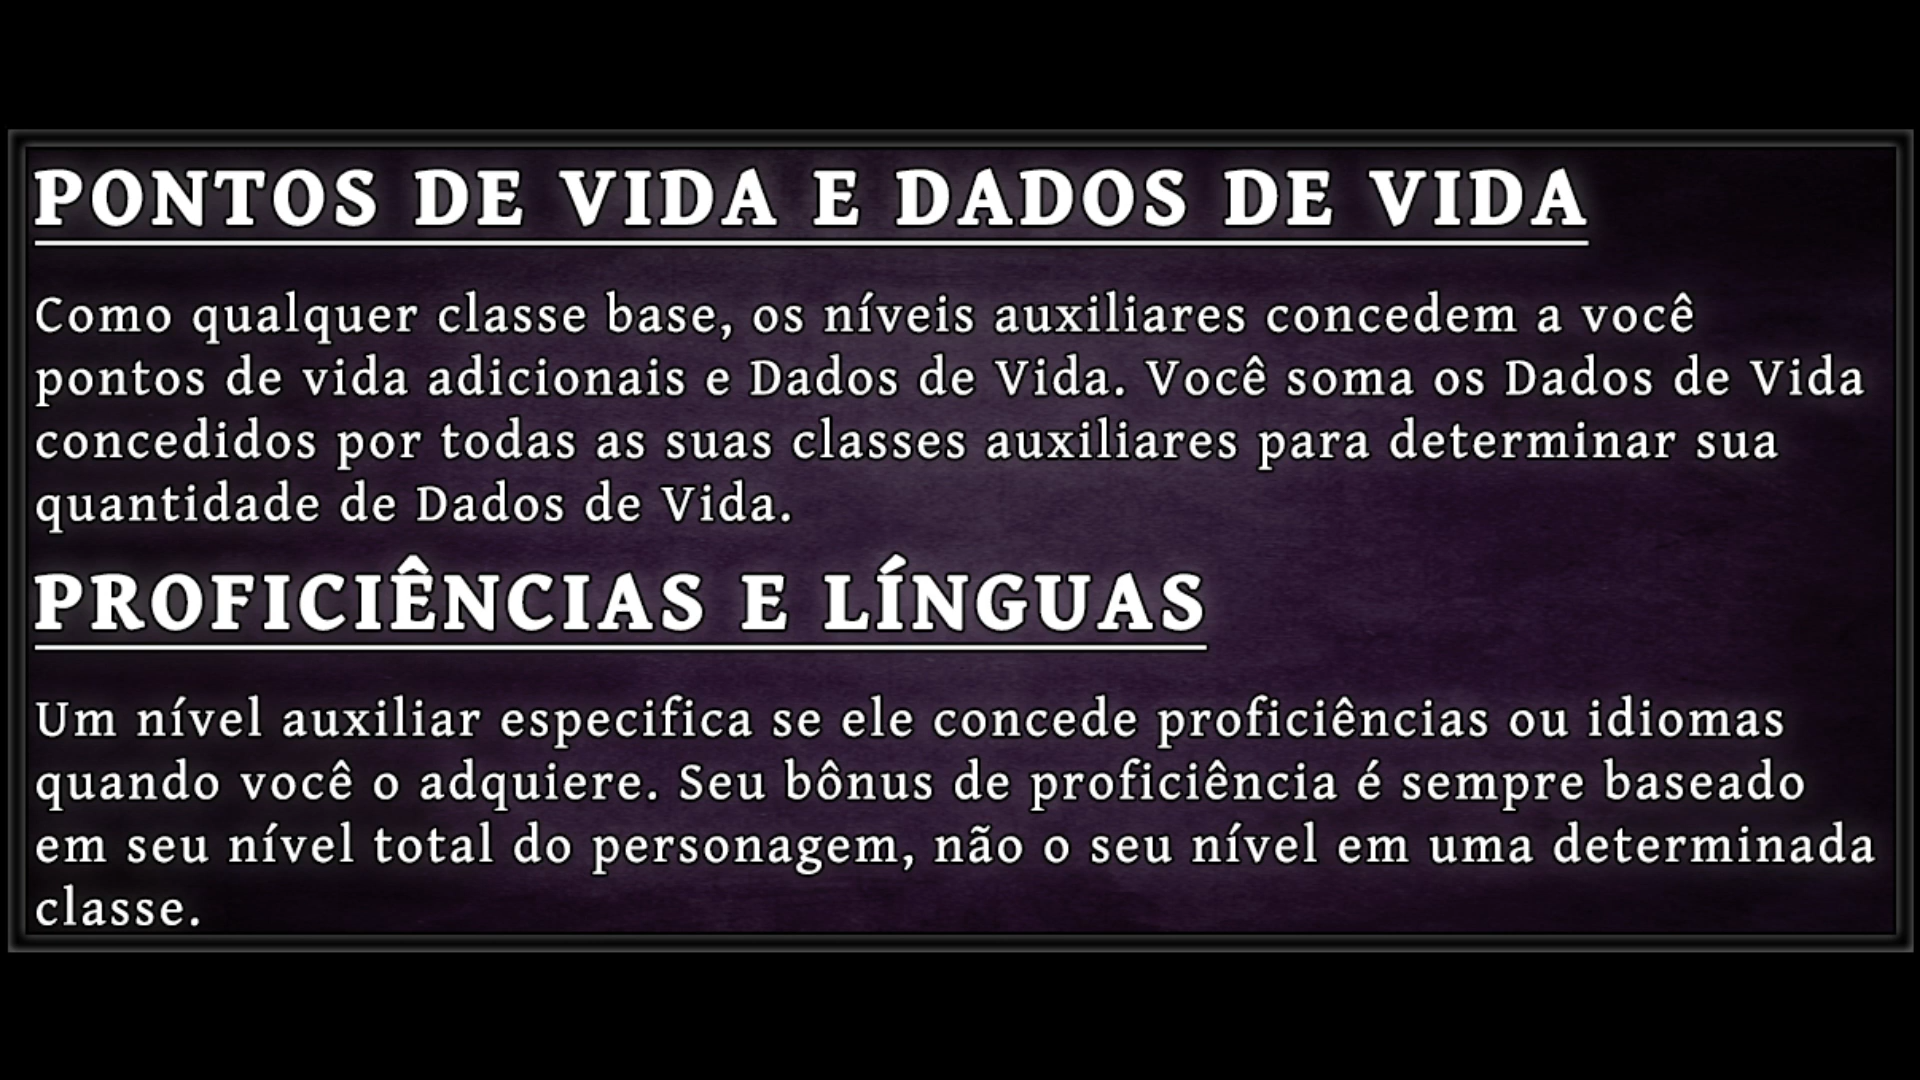 PONTOS DE VIDA E DADOS DE VIDA
Como qualquer classe base, os níveis auxiliares concedem a você
pontos de vida adicionais e Dados de Vida. Você soma os Dados de Vida
concedidos por todas as suas classes auxiliares para determinar sua
quantidade de Dados de Vida.
PROFICIÊNCIAS E LÍNGUAS
Um nível auxiliar especifica se ele concede proficiências ou idiomas
quando você o adquiere. Seu bônus de proficiência é sempre baseado
em seu nível total do personagem, não o seu nível em uma determinada
classe.